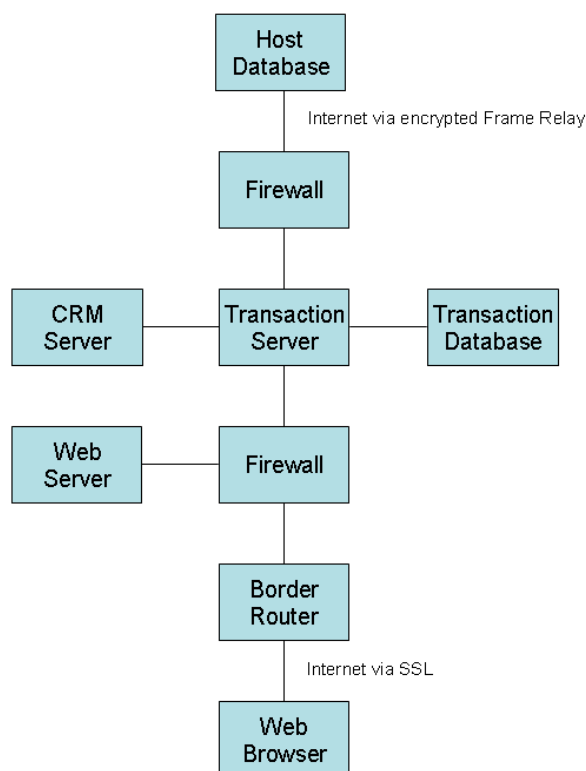 Host
Database
Internet via encrypted Frame Relay
Firewall
CRM
Server
Transaction
Server
Transaction
Database
Web
Server
Firewall
Border
Router
Internet via SSL
Web
Browser